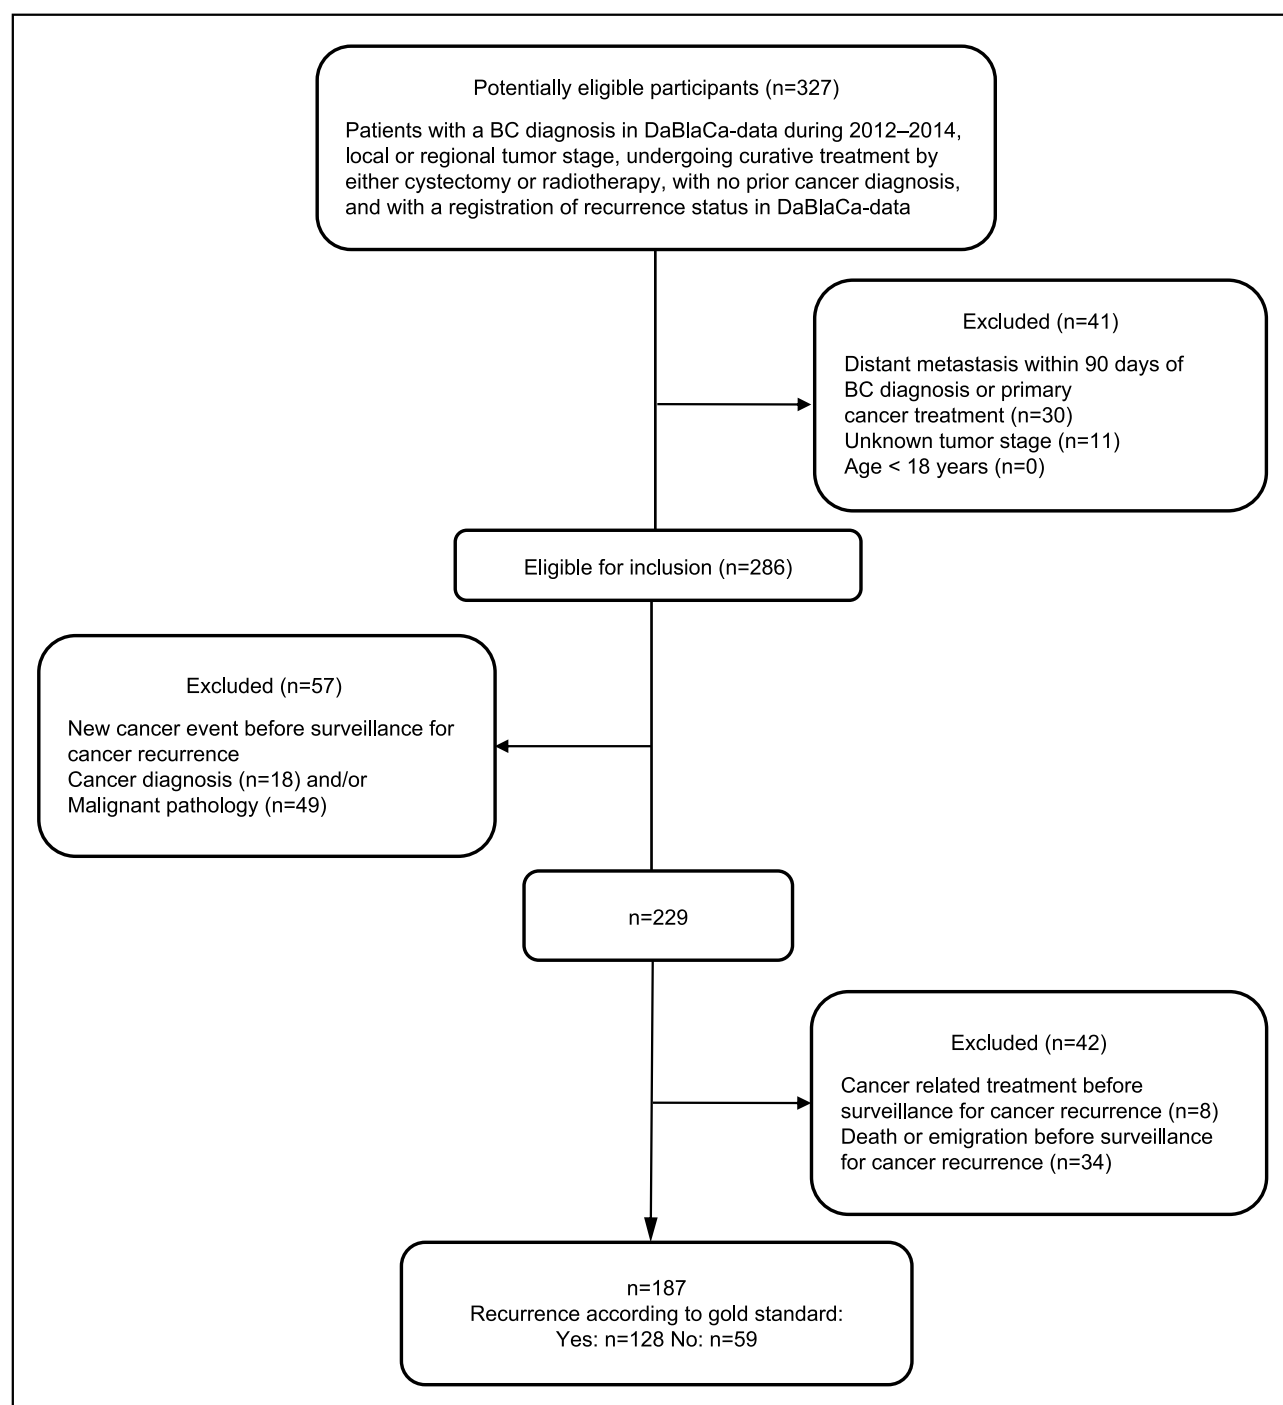 Potentially eligible participants (n=327)
Patients with a BC diagnosis in DaBlaCa-data during 2012–2014,
local or regional tumor stage, undergoing curative treatment by
either cystectomy or radiotherapy, with no prior cancer diagnosis,
and with a registration of recurrence status in DaBlaCa-data
Excluded (n=41)
Distant metastasis within 90 days of
BC diagnosis or primary
cancer treatment (n=30)
Unknown tumor stage (n=11)
Age < 18 years (n=0)
Eligible for inclusion (n=286)
Excluded (n=57)
New cancer event before surveillance for
cancer recurrence
Cancer diagnosis (n=18) and/or
Malignant pathology (n=49)
n=229
Excluded (n=42)
Cancer related treatment before
surveillance for cancer recurrence (n=8)
Death or emigration before surveillance
for cancer recurrence (n=34)
n=187
Recurrence according to gold standard:
Yes: n=128 No: n=59